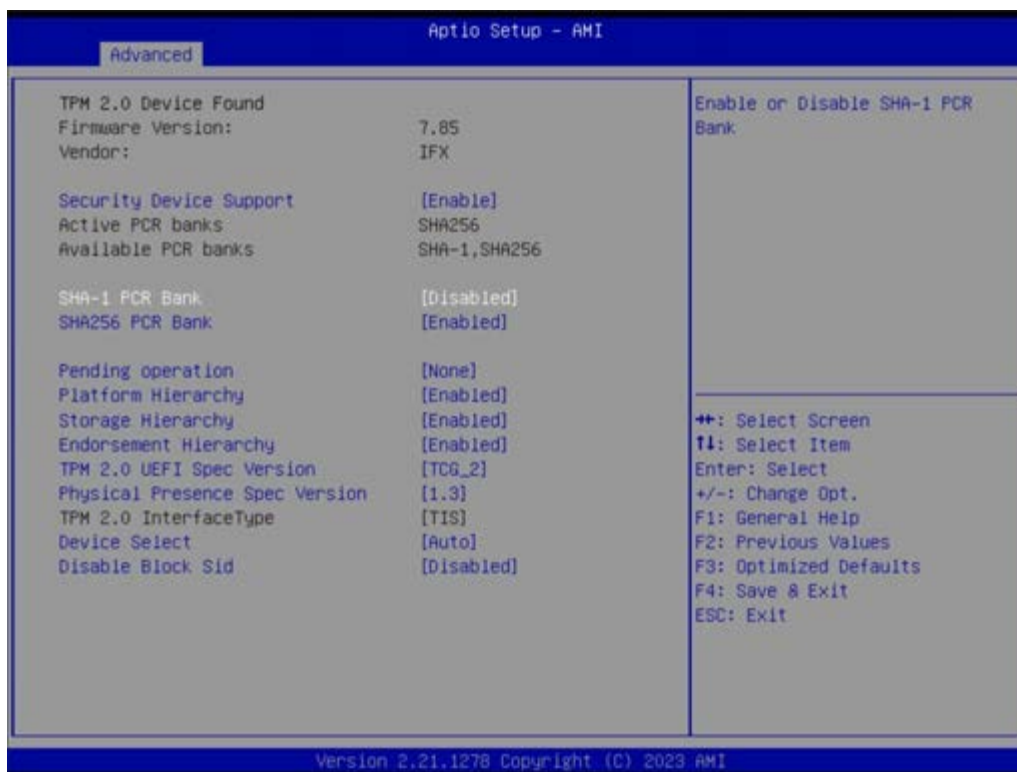 Aptio Setup - AMI
Advanced
TPM 2.0 Device Found
Firmware Version: 7.85
Vendor: IFX
Security Device Support [Enable]
Active PCR banks SHA256
Available PCR banks SHA-1,SHA256
SHA-1 PCR Bank [Disabled]
SHA256 PCR Bank [Enabled]
Pending operation [None]
Platform Hierarchy [Enabled]
Storage Hierarchy [Enabled]
Endorsement Hierarchy [Enabled]
TPM 2.0 UEFI Spec Version [TCG_2]
Physical Presence Spec Version [1.3]
TPM 2.0 InterfaceType [TIS]
Device Select [Auto]
Disable Block Sid [Disabled]
Enable or Disable SHA-1 PCR
Bank
→←: Select Screen
↑↓: Select Item
Enter: Select
+/-: Change Opt.
F1: General Help
F2: Previous Values
F3: Optimized Defaults
F4: Save & Exit
ESC: Exit
Version 2.21.1278 Copyright (C) 2023 AMI